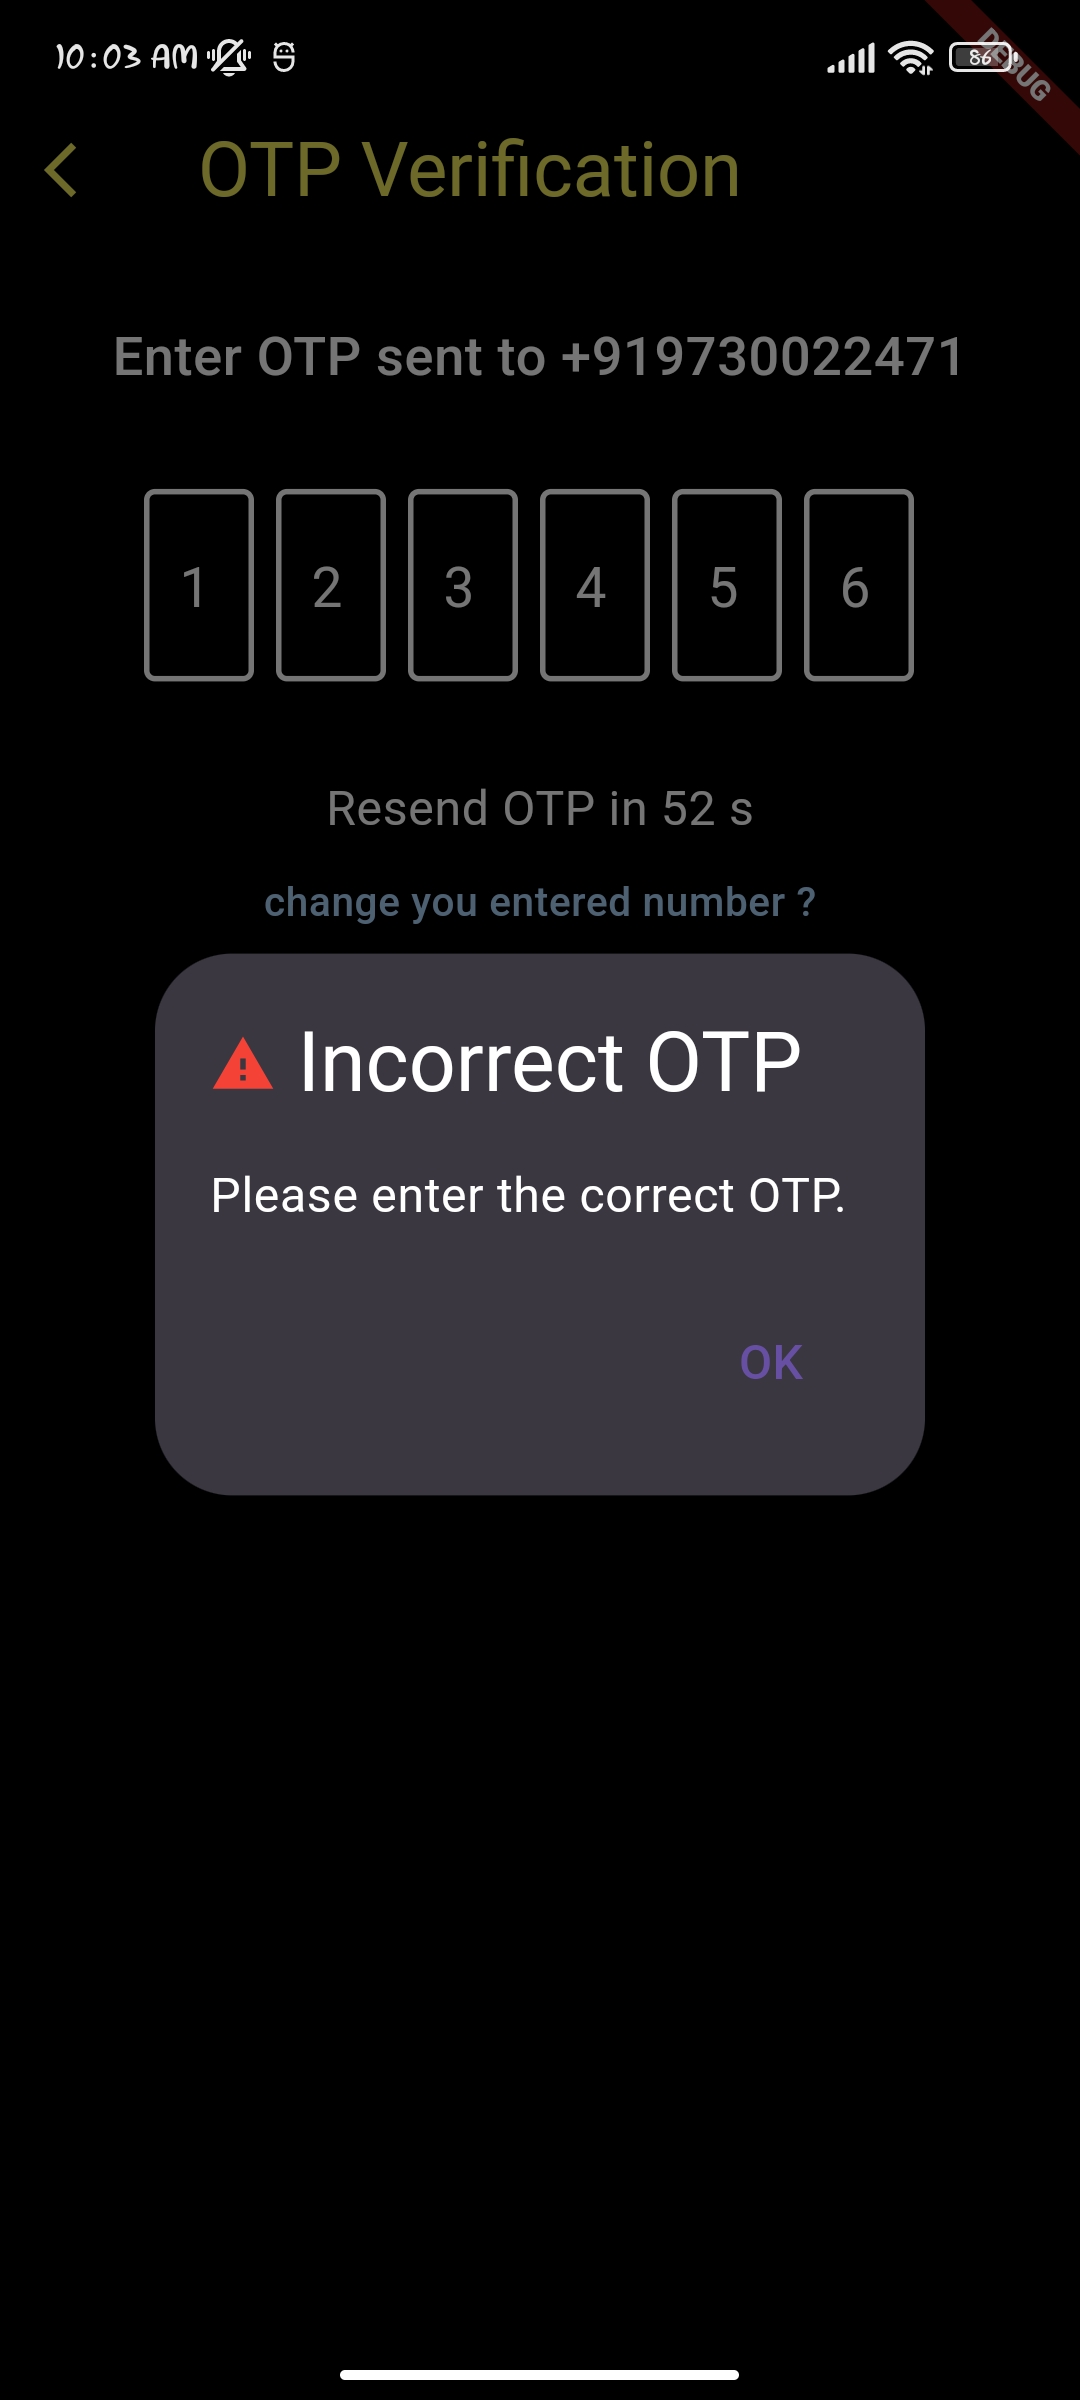 10:03 AM
86
DEBUG
OTP Verification
Enter OTP sent to +919730022471
1 2 3 4 5 6
Resend OTP in 52 s
change you entered number ?
Incorrect OTP
Please enter the correct OTP.
OK